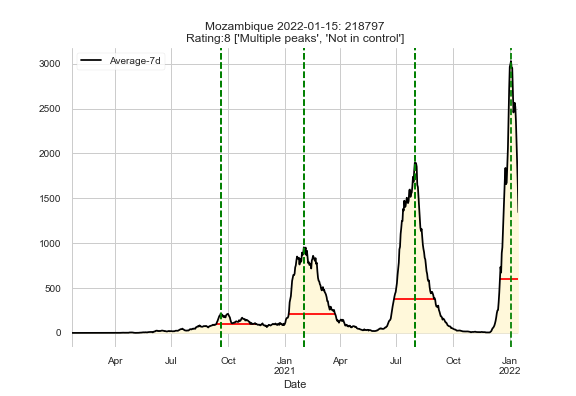 Mozambique 2022-01-15: 218797
Rating:8 ['Multiple peaks', 'Not in control']
Average-7d
3000
2500
2000
1500
1000
500
0
Apr
Jul
Oct
Jan
2021
Apr
Jul
Oct
Jan
2022
Date